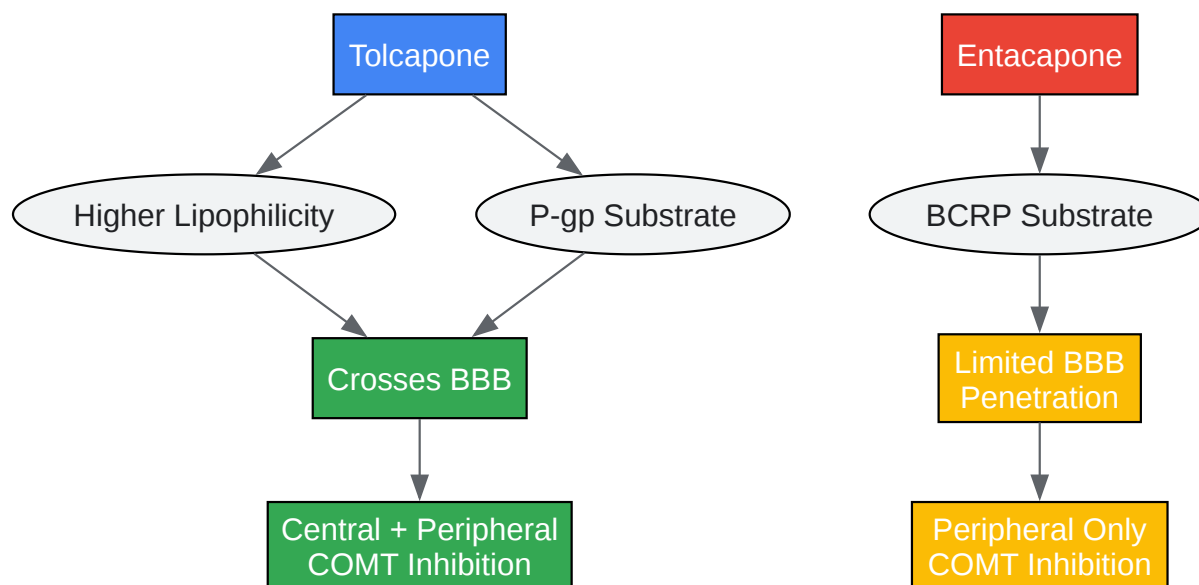 Tolcapone
Entacapone
Higher Lipophilicity
P-gp Substrate
BCRP Substrate
Crosses BBB
Limited BBB
Penetration
Central + Peripheral
COMT Inhibition
Peripheral Only
COMT Inhibition